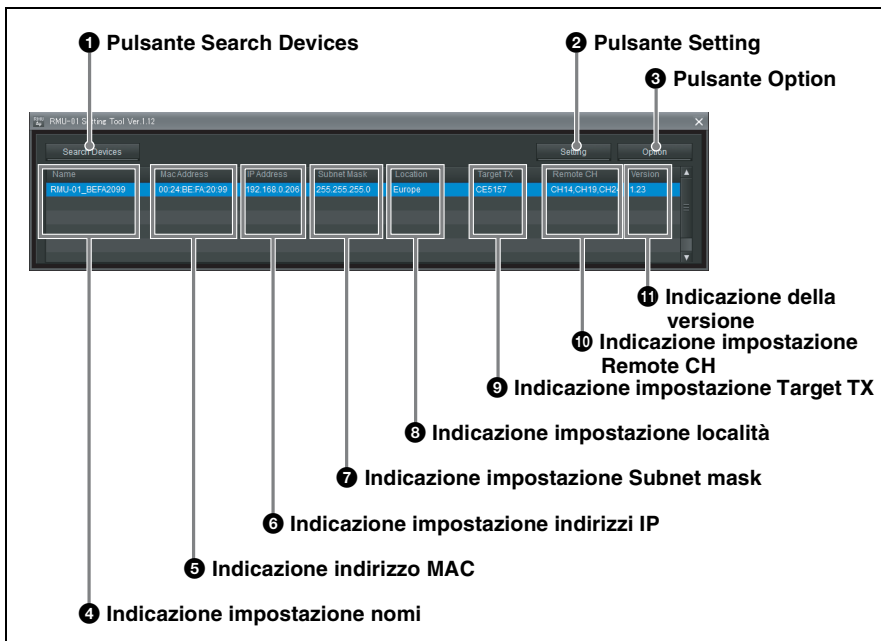 ❶ Pulsante Search Devices
❷ Pulsante Setting
❸ Pulsante Option
RMU-01 Setting Tool Ver.1.12
Search Devices
Setting
Option
Name Mac Address IP Address Subnet Mask Location Target TX Remote CH Version
RMU-01_BEFA2099 00:24:BE:FA:20:99 192.168.0.206 255.255.255.0 Europe CE5157 CH14,CH19,CH24 1.23
⓫ Indicazione della
versione
❿ Indicazione impostazione
Remote CH
❾ Indicazione impostazione Target TX
❽ Indicazione impostazione località
❼ Indicazione impostazione Subnet mask
❻ Indicazione impostazione indirizzi IP
❺ Indicazione indirizzo MAC
❹ Indicazione impostazione nomi